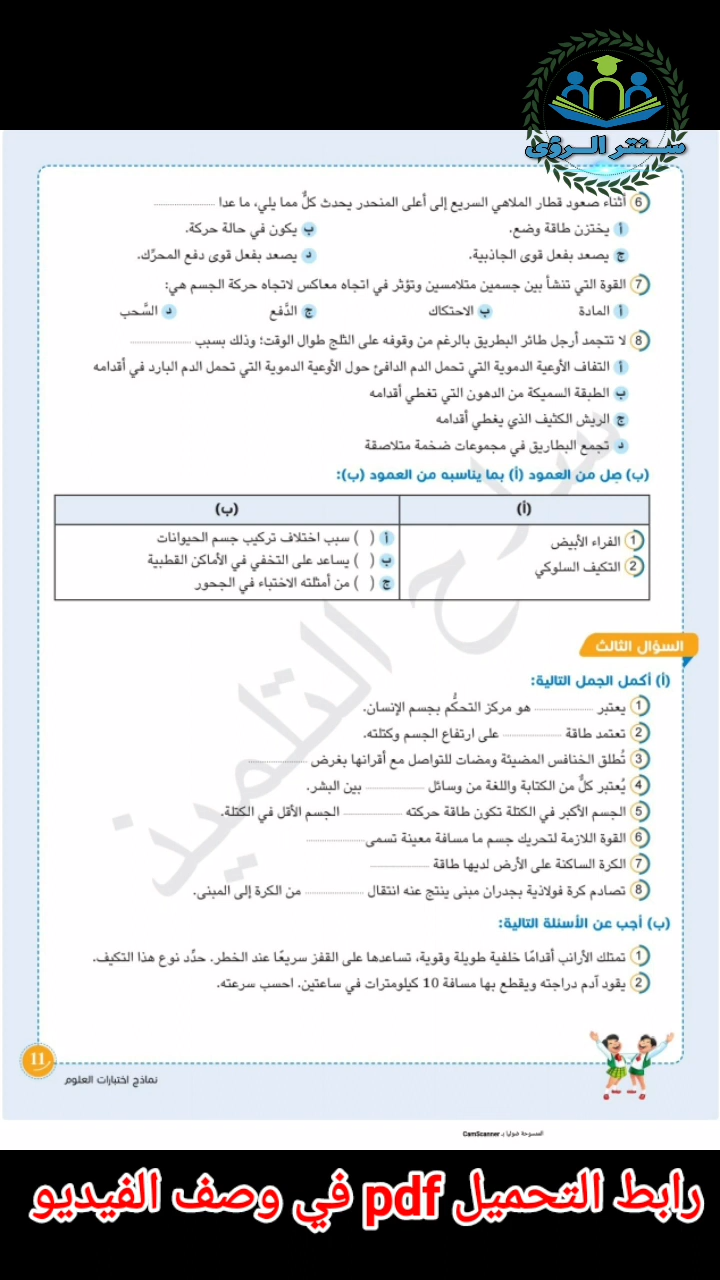 سنتر الرؤى
6 أثناء صعود قطار الملاهي السريع إلى أعلى المنحدر يحدث كلٌّ مما يلي، ما عدا ....................
أ يختزن طاقة وضع. ب يكون في حالة حركة.
ج يصعد بفعل قوى الجاذبية. د يصعد بفعل قوى دفع المحرِّك.
7 القوة التي تنشأ بين جسمين متلامسين وتؤثر في اتجاه معاكس لاتجاه حركة الجسم هي:
أ المادة ب الاحتكاك ج الدَّفع د السَّحب
8 لا تتجمد أرجل طائر البطريق بالرغم من وقوفه على الثلج طوال الوقت؛ وذلك بسبب ....................
أ التفاف الأوعية الدموية التي تحمل الدم الدافئ حول الأوعية الدموية التي تحمل الدم البارد في أقدامه
ب الطبقة السميكة من الدهون التي تغطي أقدامه
ج الريش الكثيف الذي يغطي أقدامه
د تجمع البطاريق في مجموعات ضخمة متلاصقة
(ب) صِل من العمود (أ) بما يناسبه من العمود (ب):
(أ) (ب)
1 الفراء الأبيض
2 التكيف السلوكي
أ ( ) سبب اختلاف تركيب جسم الحيوانات
ب ( ) يساعد على التخفي في الأماكن القطبية
ج ( ) من أمثلته الاختباء في الجحور
السؤال الثالث
(أ) أكمل الجمل التالية:
1 يعتبر .................... هو مركز التحكُّم بجسم الإنسان.
2 تعتمد طاقة .................... على ارتفاع الجسم وكتلته.
3 تُطلق الخنافس المضيئة ومضات للتواصل مع أقرانها بغرض ....................
4 يُعتبر كلٌّ من الكتابة واللغة من وسائل .................... بين البشر.
5 الجسم الأكبر في الكتلة تكون طاقة حركته .................... الجسم الأقل في الكتلة.
6 القوة اللازمة لتحريك جسم ما مسافة معينة تسمى....................
7 الكرة الساكنة على الأرض لديها طاقة ....................
8 تصادم كرة فولاذية بجدران مبنى ينتج عنه انتقال .................... من الكرة إلى المبنى.
(ب) أجب عن الأسئلة التالية:
1 تمتلك الأرانب أقدامًا خلفية طويلة وقوية، تساعدها على القفز سريعًا عند الخطر. حدِّد نوع هذا التكيف.
2 يقود آدم دراجته ويقطع بها مسافة 10 كيلومترات في ساعتين. احسب سرعته.
سلاح التلميذ
11
نماذج اختبارات العلوم
الممسوحة ضوئيا بـ CamScanner
رابط التحميل pdf في وصف الفيديو